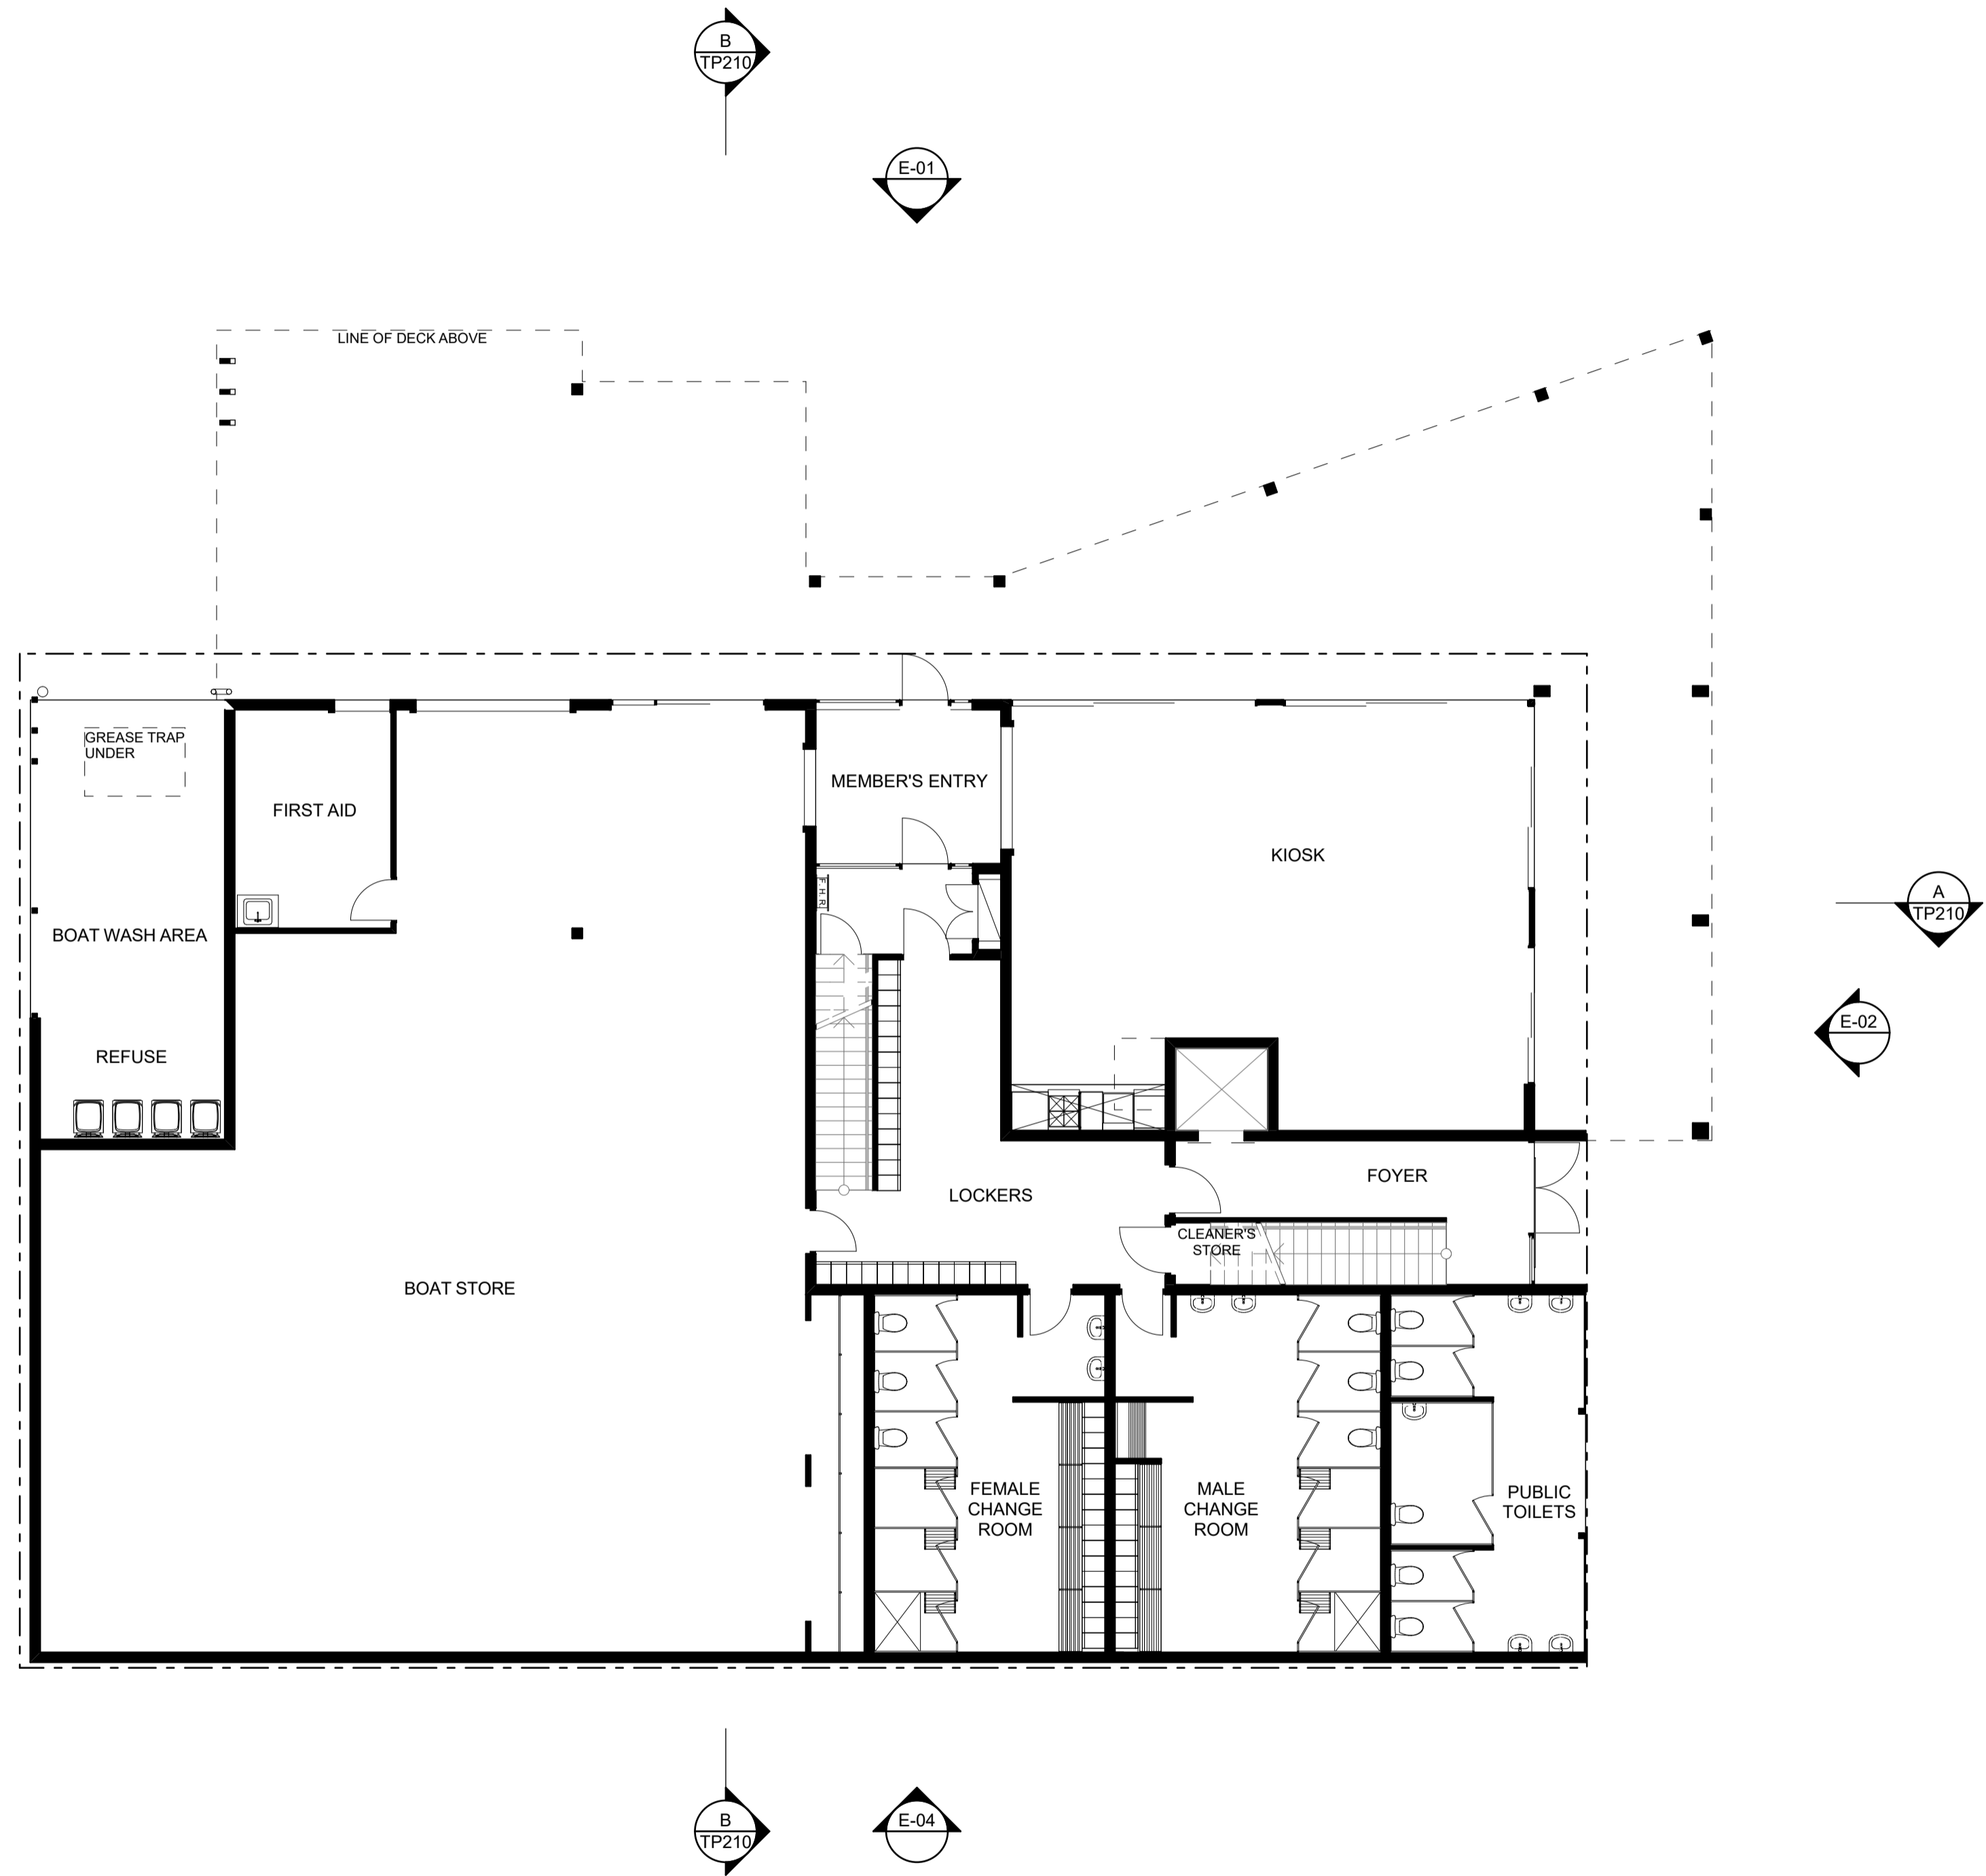 B
TP210
E-01
LINE OF DECK ABOVE
GREASE TRAP
UNDER
MEMBER'S ENTRY
FIRST AID
KIOSK
F. H. R
A
TP210
BOAT WASH AREA
E-02
REFUSE
FOYER
LOCKERS
CLEANER'S
STORE
BOAT STORE
FEMALE
CHANGE
ROOM
MALE
CHANGE
ROOM
PUBLIC
TOILETS
B
TP210
E-04